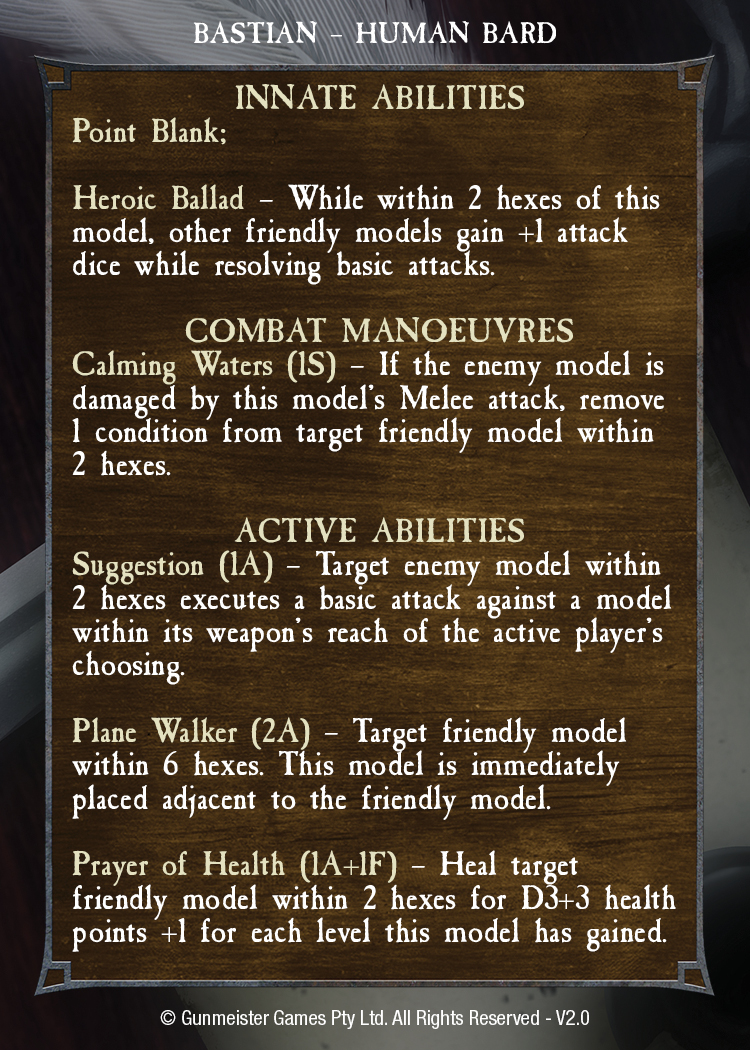 BASTIAN – HUMAN BARD
INNATE ABILITIES
Point Blank;
Heroic Ballad – While within 2 hexes of this
model, other friendly models gain +1 attack
dice while resolving basic attacks.
COMBAT MANOEUVRES
Calming Waters (1S) – If the enemy model is
damaged by this model's Melee attack, remove
1 condition from target friendly model within
2 hexes.
ACTIVE ABILITIES
Suggestion (1A) – Target enemy model within
2 hexes executes a basic attack against a model
within its weapon's reach of the active player's
choosing.
Plane Walker (2A) – Target friendly model
within 6 hexes. This model is immediately
placed adjacent to the friendly model.
Prayer of Health (1A+1F) – Heal target
friendly model within 2 hexes for D3+3 health
points +1 for each level this model has gained.
© Gunmeister Games Pty Ltd. All Rights Reserved - V2.0